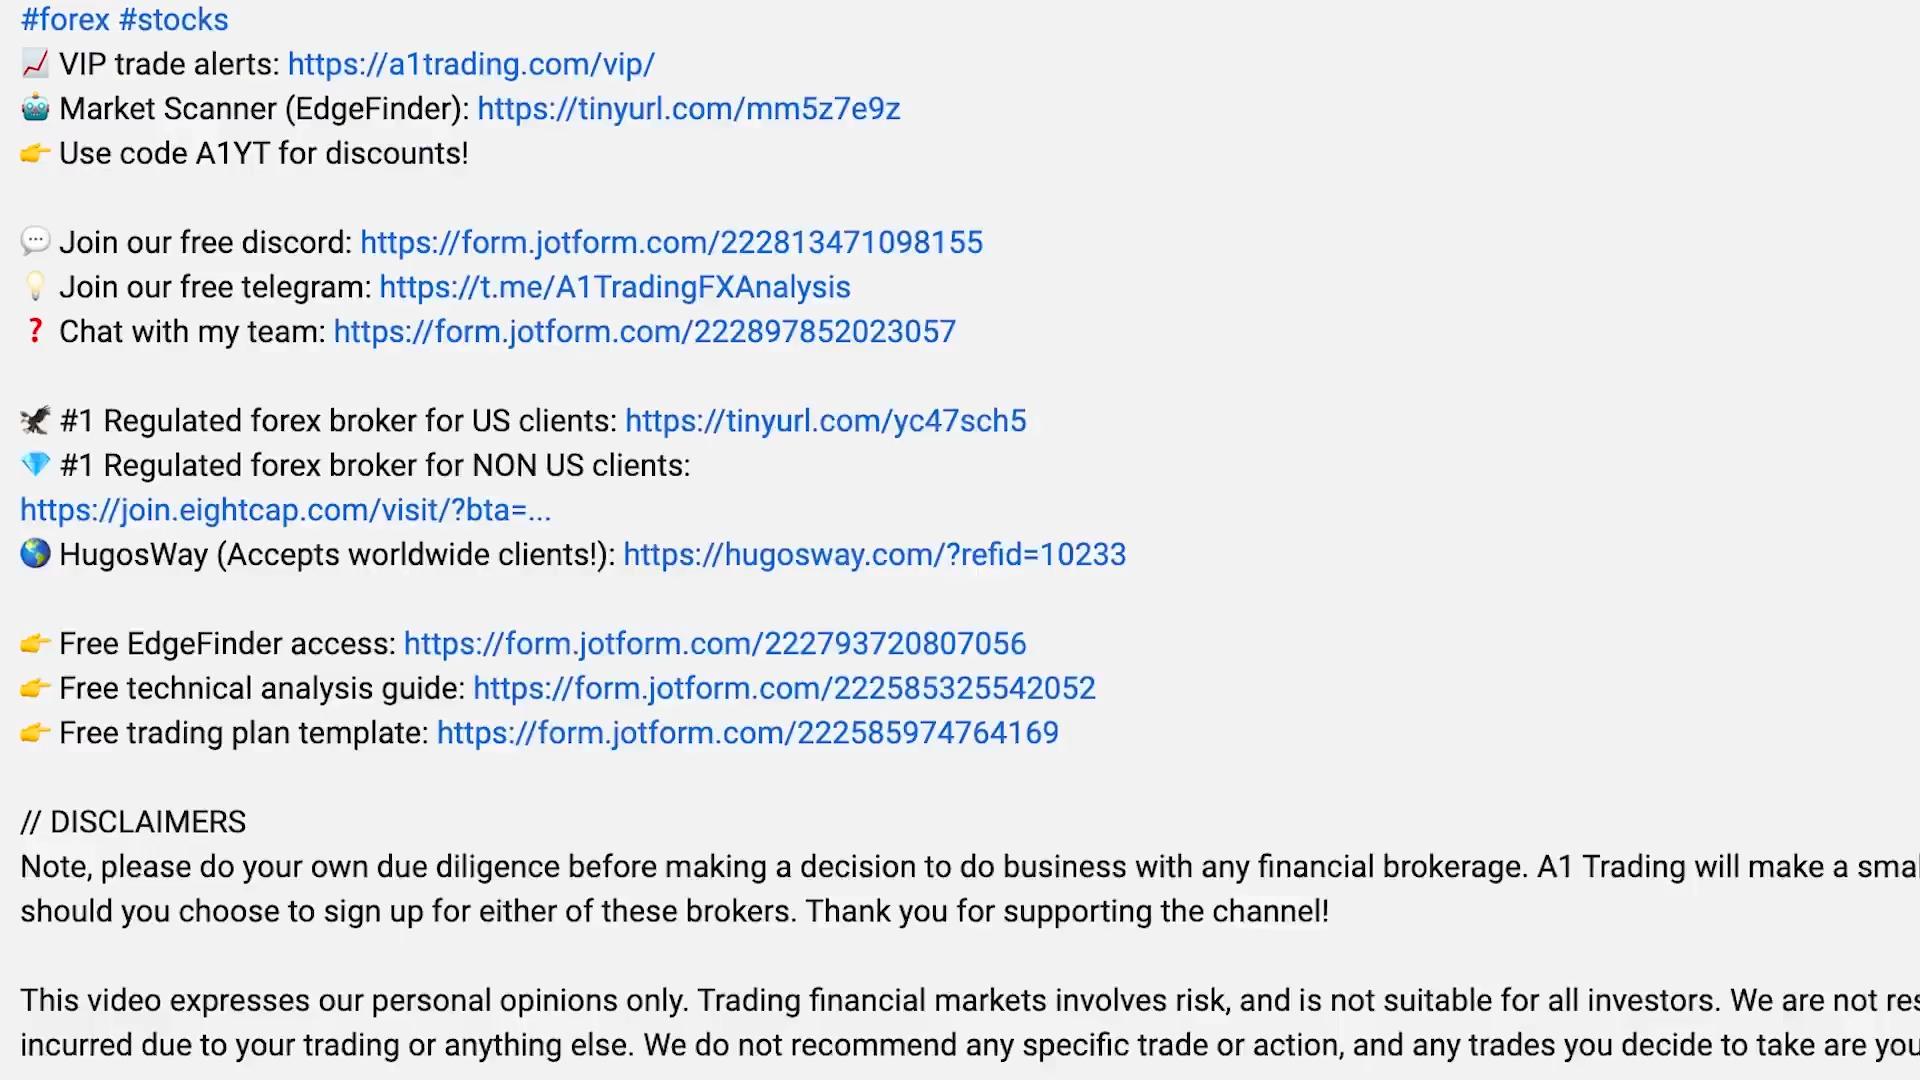 #forex #stocks
📈 VIP trade alerts: https://a1trading.com/vip/
🤖 Market Scanner (EdgeFinder): https://tinyurl.com/mm5z7e9z
👉 Use code A1YT for discounts!
💬 Join our free discord: https://form.jotform.com/222813471098155
💡 Join our free telegram: https://t.me/A1TradingFXAnalysis
❓ Chat with my team: https://form.jotform.com/222897852023057
🦅 #1 Regulated forex broker for US clients: https://tinyurl.com/yc47sch5
💎 #1 Regulated forex broker for NON US clients:
https://join.eightcap.com/visit/?bta=...
🌎 HugosWay (Accepts worldwide clients!): https://hugosway.com/?refid=10233
👉 Free EdgeFinder access: https://form.jotform.com/222793720807056
👉 Free technical analysis guide: https://form.jotform.com/222585325542052
👉 Free trading plan template: https://form.jotform.com/222585974764169
// DISCLAIMERS
Note, please do your own due diligence before making a decision to do business with any financial brokerage. A1 Trading will make a
should you choose to sign up for either of these brokers. Thank you for supporting the channel!
This video expresses our personal opinions only. Trading financial markets involves risk, and is not suitable for all investors. We are not
incurred due to your trading or anything else. We do not recommend any specific trade or action, and any trades you decide to take are